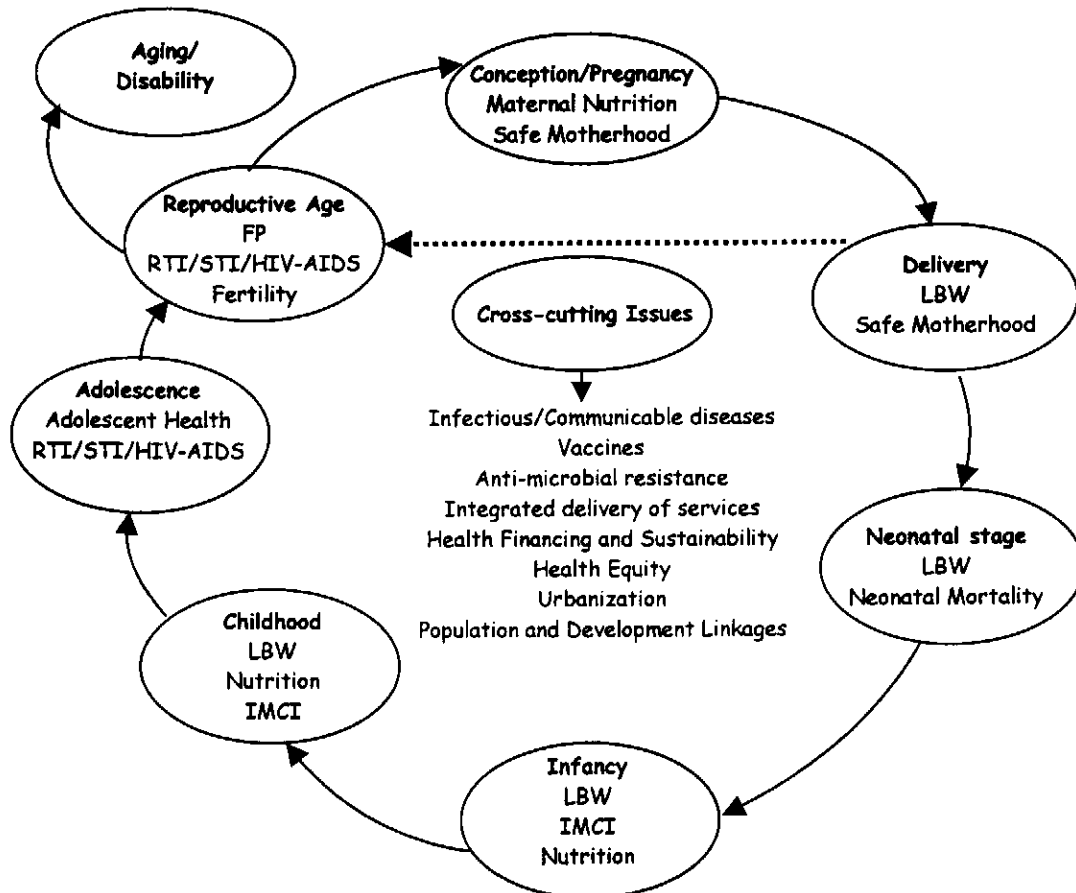 Aging/
Disability
Conception/Pregnancy
Maternal Nutrition
Safe Motherhood
Reproductive Age
FP
RTI/STI/HIV-AIDS
Fertility
Delivery
LBW
Safe Motherhood
Cross-cutting Issues
Infectious/Communicable diseases
Vaccines
Anti-microbial resistance
Integrated delivery of services
Health Financing and Sustainability
Health Equity
Urbanization
Population and Development Linkages
Adolescence
Adolescent Health
RTI/STI/HIV-AIDS
Neonatal stage
LBW
Neonatal Mortality
Childhood
LBW
Nutrition
IMCI
Infancy
LBW
IMCI
Nutrition